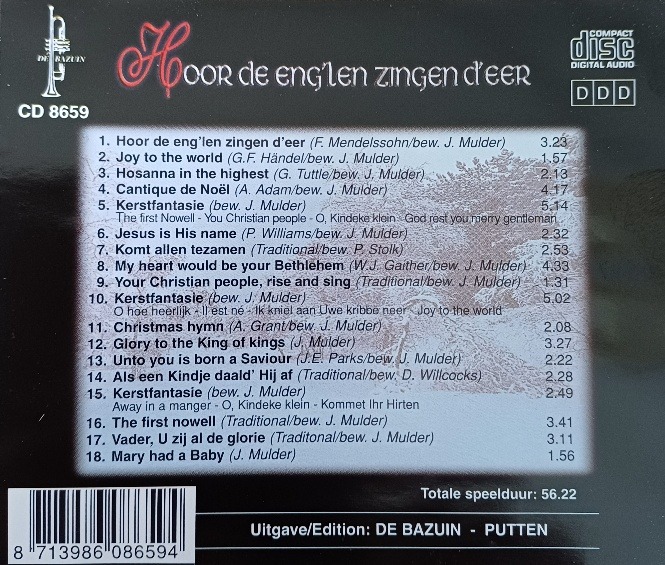 DE BAZUIN
CD 8659
Hoor de eng'len zingen d'eer
COMPACT
disc
DIGITAL AUDIO
DDD
1. Hoor de eng'len zingen d'eer (F. Mendelssohn/bew. J. Mulder) 3.23
2. Joy to the world (G.F. Händel/bew. J. Mulder) 1.57
3. Hosanna in the highest (G. Tuttle/bew. J. Mulder) 2.13
4. Cantique de Noël (A. Adam/bew. J. Mulder) 4.17
5. Kerstfantasie (bew. J. Mulder) 5.14
The first Nowell - You Christian people - O, Kindeke klein - God rest you merry gentleman
6. Jesus is His name (P. Williams/bew. J. Mulder) 2.32
7. Komt allen tezamen (Traditional/bew. P. Stolk) 2.53
8. My heart would be your Bethlehem (W.J. Gaither/bew. J. Mulder) 4.33
9. Your Christian people, rise and sing (Traditional/bew. J. Mulder) 1.31
10. Kerstfantasie (bew. J. Mulder) 5.02
O hoe heerlijk - Il est né - Ik kniel aan Uwe kribbe neer - Joy to the world
11. Christmas hymn (A. Grant/bew. J. Mulder) 2.08
12. Glory to the King of kings (J. Mulder) 3.27
13. Unto you is born a Saviour (J.E. Parks/bew. J. Mulder) 2.22
14. Als een Kindje daald' Hij af (Traditional/bew. D. Willcocks) 2.28
15. Kerstfantasie (bew. J. Mulder) 2.49
Away in a manger - O, Kindeke klein - Kommet Ihr Hirten
16. The first nowell (Traditional/bew. J. Mulder) 3.41
17. Vader, U zij al de glorie (Traditonal/bew. J. Mulder) 3.11
18. Mary had a Baby (J. Mulder) 1.56
Totale speelduur: 56.22
Uitgave/Edition: DE BAZUIN - PUTTEN
8 713986 086594